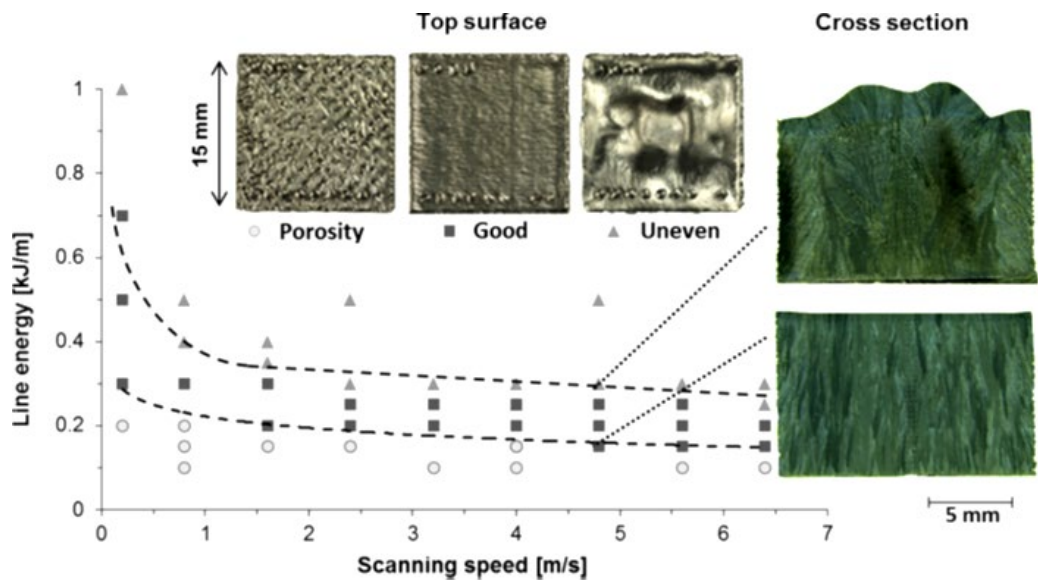 Top surface
Cross section
15 mm
Porosity
Good
Uneven
Line energy [kJ/m]
1
0.8
0.6
0.4
0.2
0
0
1
2
3
4
5
6
7
Scanning speed [m/s]
5 mm